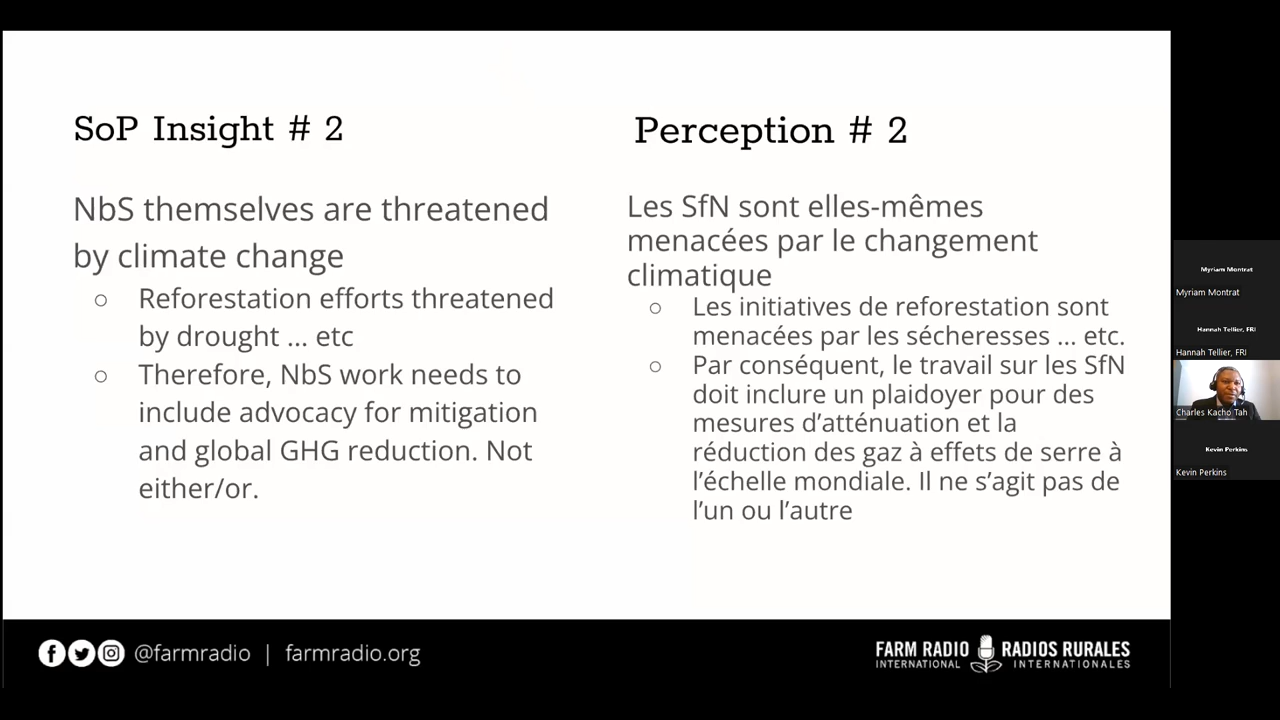 SoP Insight # 2
NbS themselves are threatened
by climate change
○ Reforestation efforts threatened
by drought ... etc
○ Therefore, NbS work needs to
include advocacy for mitigation
and global GHG reduction. Not
either/or.
Perception # 2
Les SfN sont elles-mêmes
menacées par le changement
climatique
○ Les initiatives de reforestation sont
menacées par les sécheresses ... etc.
○ Par conséquent, le travail sur les SfN
doit inclure un plaidoyer pour des
mesures d’atténuation et la
réduction des gaz à effets de serre à
l’échelle mondiale. Il ne s’agit pas de
l’un ou l’autre
Myriam Montrat
Myriam Montrat
Hannah Tellier, FRI
Hannah Tellier, FRI
Charles Kacho Tah
Kevin Perkins
Kevin Perkins
@farmradio | farmradio.org
FARM RADIO
INTERNATIONAL
RADIOS RURALES
INTERNATIONALES